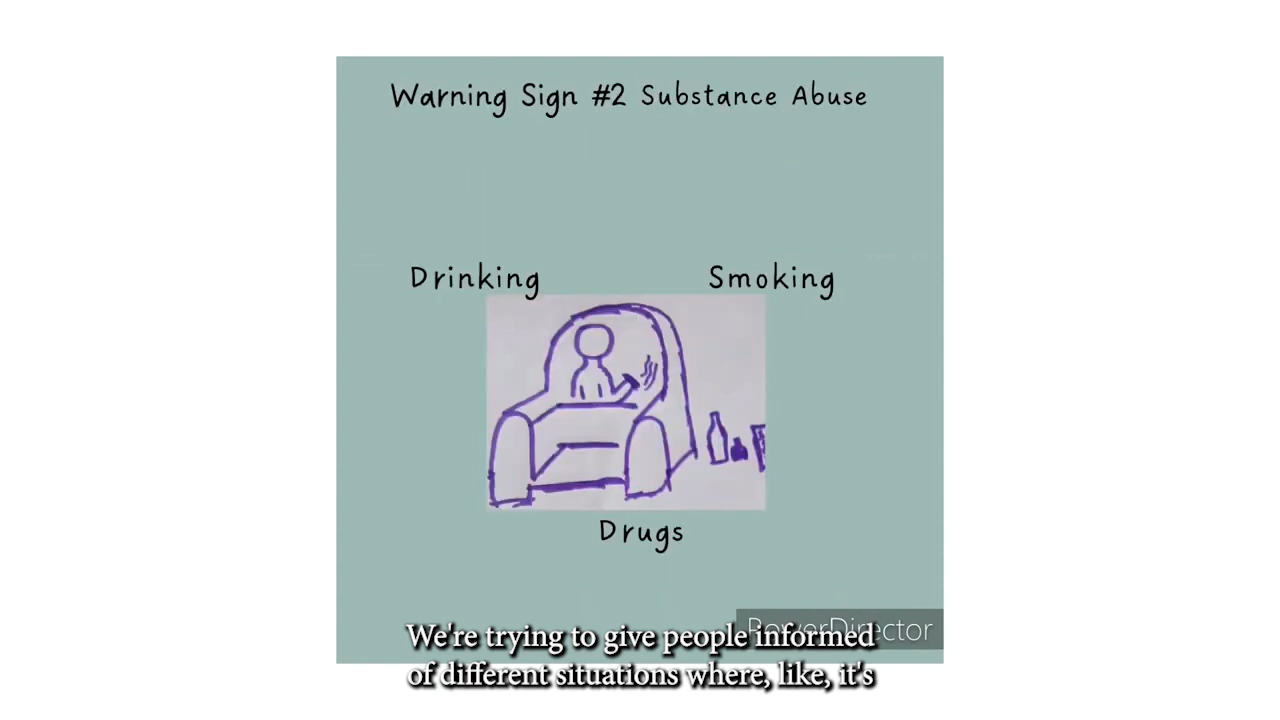 Warning Sign #2 Substance Abuse
Drinking
Smoking
Drugs
PowerDirector
We're trying to give people informed
of different situations where, like, it's